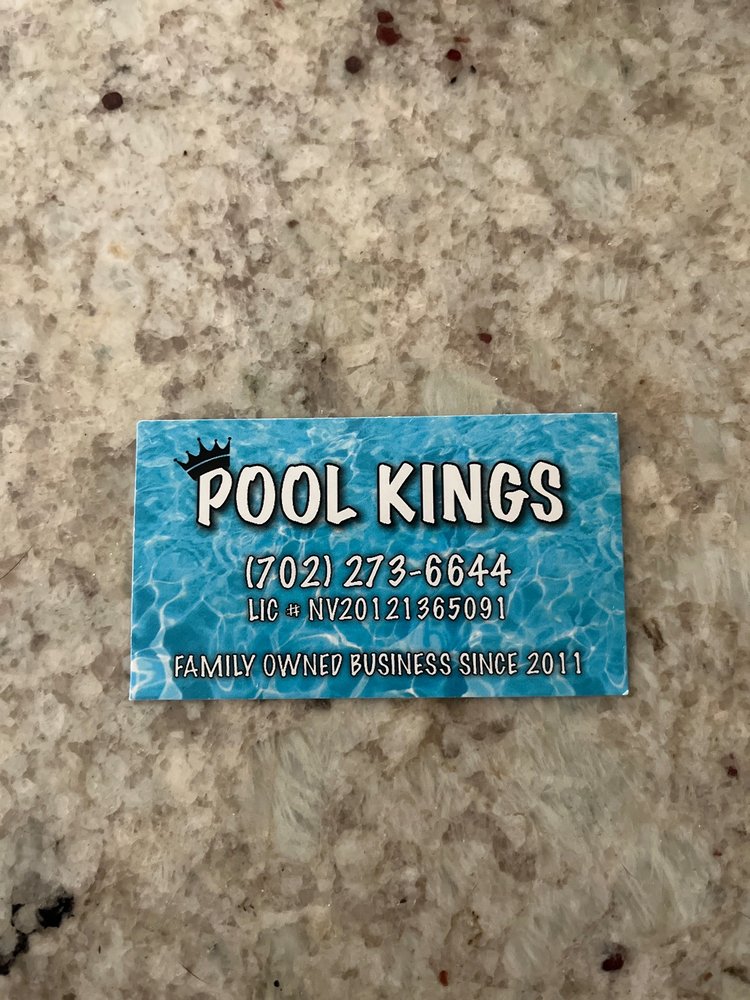 POOL KINGS
(702) 273-6644
LIC # NV20121365091
FAMILY OWNED BUSINESS SINCE 2011